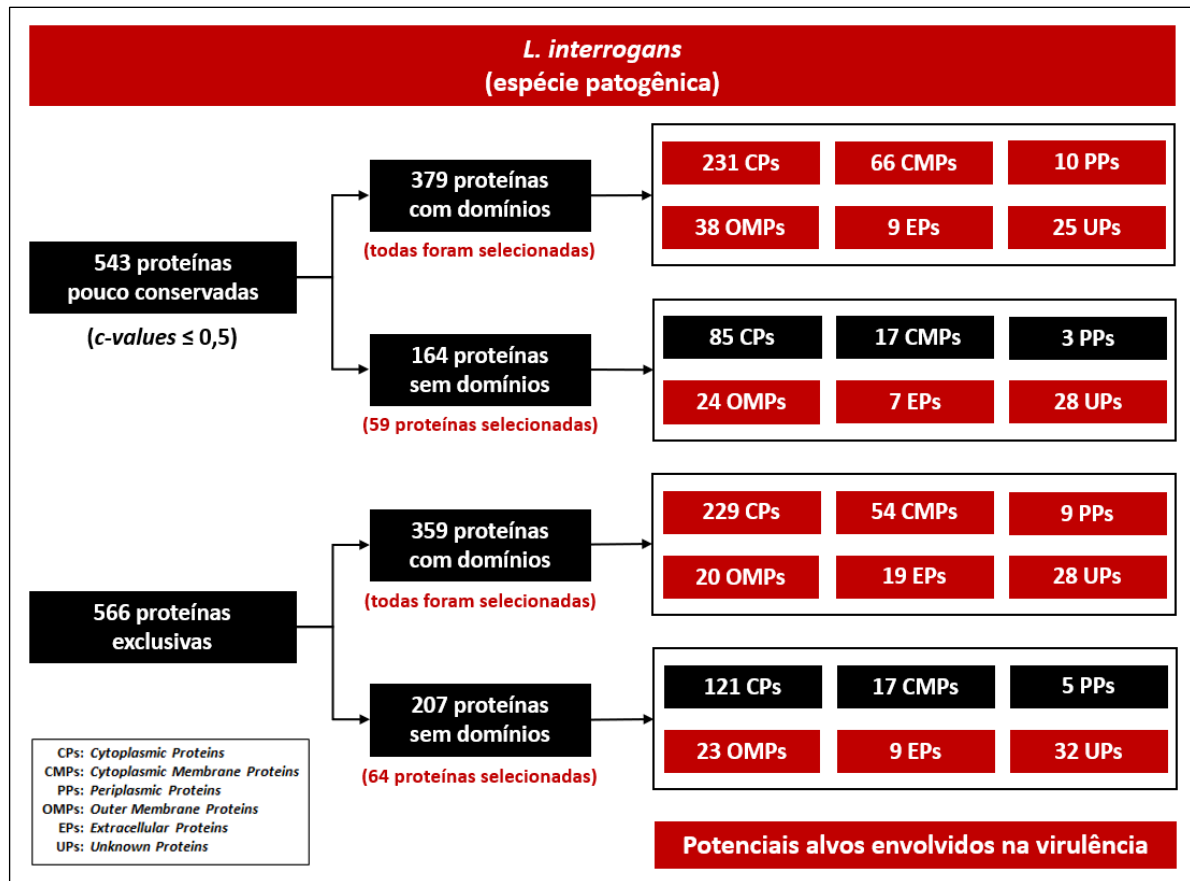 L. interrogans
(espécie patogênica)
543 proteínas
pouco conservadas
(c-values ≤ 0,5)
379 proteínas
com domínios
(todas foram selecionadas)
231 CPs
66 CMPs
10 PPs
38 OMPs
9 EPs
25 UPs
164 proteínas
sem domínios
(59 proteínas selecionadas)
85 CPs
17 CMPs
3 PPs
24 OMPs
7 EPs
28 UPs
566 proteínas
exclusivas
359 proteínas
com domínios
(todas foram selecionadas)
229 CPs
54 CMPs
9 PPs
20 OMPs
19 EPs
28 UPs
207 proteínas
sem domínios
(64 proteínas selecionadas)
121 CPs
17 CMPs
5 PPs
23 OMPs
9 EPs
32 UPs
CPs: Cytoplasmic Proteins
CMPs: Cytoplasmic Membrane Proteins
PPs: Periplasmic Proteins
OMPs: Outer Membrane Proteins
EPs: Extracellular Proteins
UPs: Unknown Proteins
Potenciais alvos envolvidos na virulência